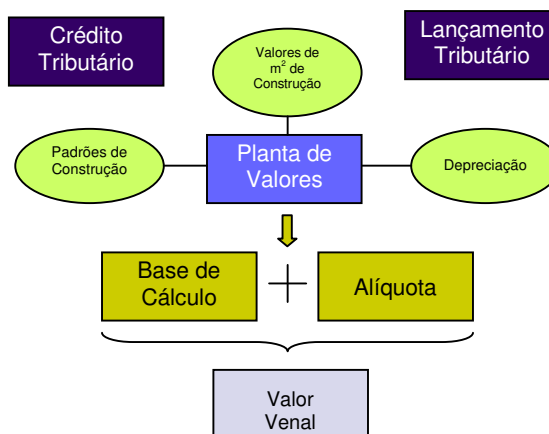 Crédito
Tributário
Valores de
m² de
Construção
Lançamento
Tributário
Padrões de
Construção
Planta de
Valores
Depreciação
Base de
Cálculo
+
Alíquota
Valor
Venal